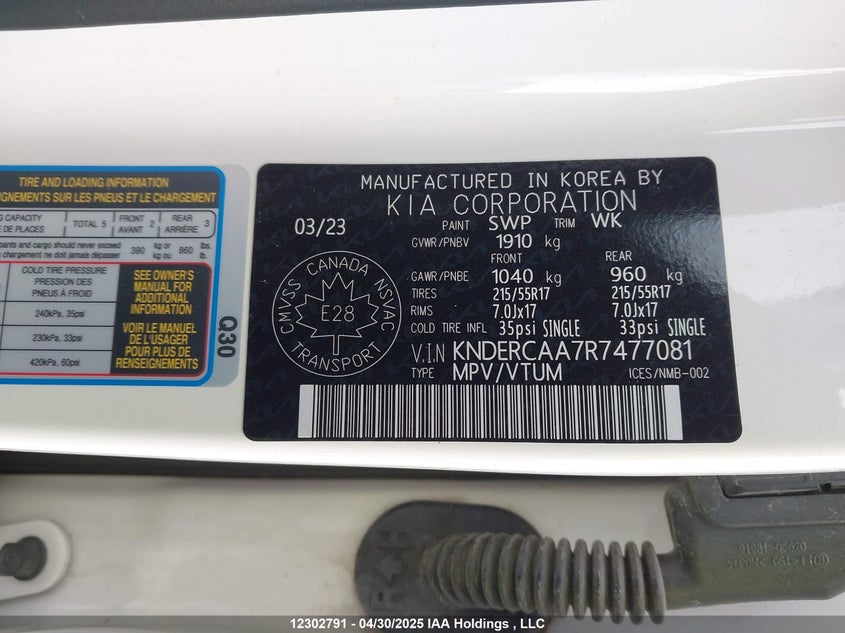 TIRE AND LOADING INFORMATION
EIGNEMENTS SUR LES PNEUS ET LE CHARGEMENT
G CAPACITY TOTAL 5 FRONT 2 REAR 3
E DE PLACES AVANT ARRIÈRE
pants and cargo should never exceed 390 kg or 860 lbs.
chargement ne doit jamais dépasser kg ou lb.
COLD TIRE PRESSURE
PRESSION DES
PNEUS À FROID
240kPa, 35psi
230kPa, 33psi
420kPa, 60psi
SEE OWNER'S
MANUAL FOR
ADDITIONAL
INFORMATION
VOIR LE MANUEL
DE L'USAGER
POUR PLUS DE
RENSEIGNEMENTS
Q30
MANUFACTURED IN KOREA BY
KIA CORPORATION
03/23 PAINT SWP TRIM WK
GVWR/PNBV 1910 kg
FRONT REAR
GAWR/PNBE 1040 kg 960 kg
TIRES 215/55R17 215/55R17
RIMS 7.0Jx17 7.0Jx17
COLD TIRE INFL 35psi SINGLE 33psi SINGLE
V.IN KNDERCAA7R7477081
TYPE MPV/VTUM ICES/NMB-002
CMVSS CANADA NSVAC
E28
TRANSPORT
12302791 - 04/30/2025 IAA Holdings , LLC